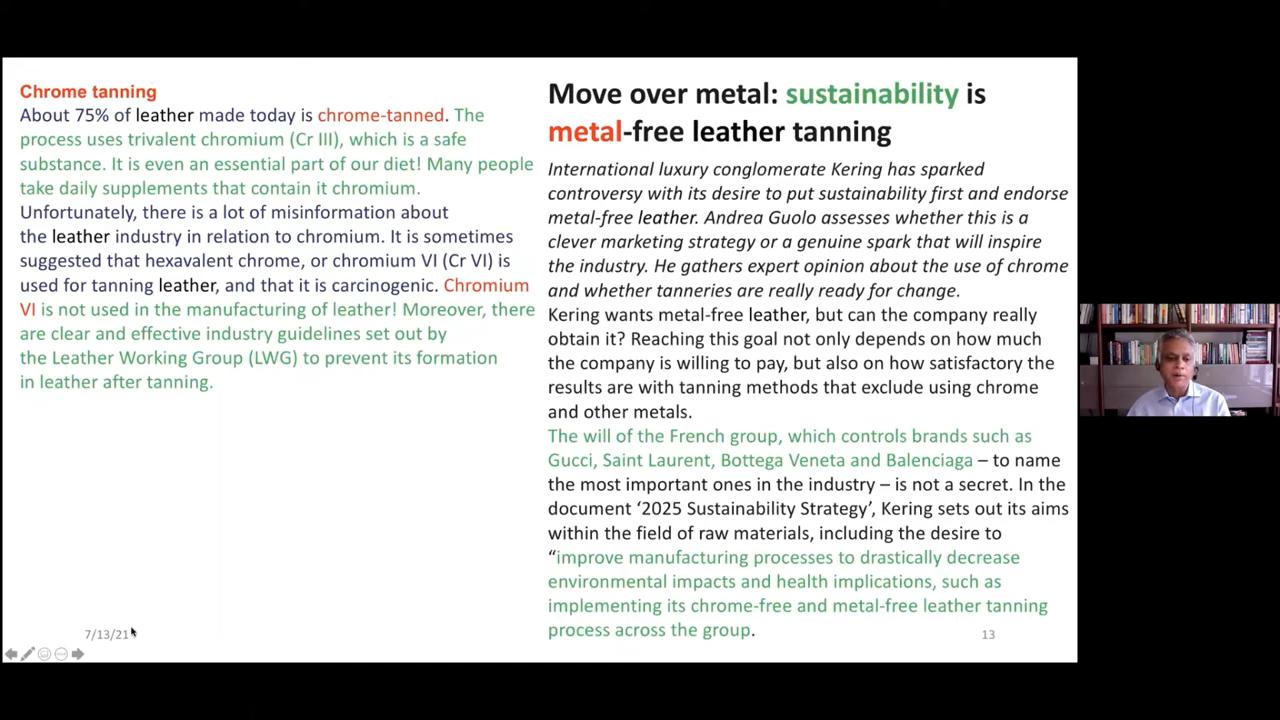 Chrome tanning
About 75% of leather made today is chrome-tanned. The
process uses trivalent chromium (Cr III), which is a safe
substance. It is even an essential part of our diet! Many people
take daily supplements that contain it chromium.
Unfortunately, there is a lot of misinformation about
the leather industry in relation to chromium. It is sometimes
suggested that hexavalent chrome, or chromium VI (Cr VI) is
used for tanning leather, and that it is carcinogenic. Chromium
VI is not used in the manufacturing of leather! Moreover, there
are clear and effective industry guidelines set out by
the Leather Working Group (LWG) to prevent its formation
in leather after tanning.
7/13/21
Move over metal: sustainability is
metal-free leather tanning
International luxury conglomerate Kering has sparked
controversy with its desire to put sustainability first and endorse
metal-free leather. Andrea Guolo assesses whether this is a
clever marketing strategy or a genuine spark that will inspire
the industry. He gathers expert opinion about the use of chrome
and whether tanneries are really ready for change.
Kering wants metal-free leather, but can the company really
obtain it? Reaching this goal not only depends on how much
the company is willing to pay, but also on how satisfactory the
results are with tanning methods that exclude using chrome
and other metals.
The will of the French group, which controls brands such as
Gucci, Saint Laurent, Bottega Veneta and Balenciaga – to name
the most important ones in the industry – is not a secret. In the
document ‘2025 Sustainability Strategy’, Kering sets out its aims
within the field of raw materials, including the desire to
“improve manufacturing processes to drastically decrease
environmental impacts and health implications, such as
implementing its chrome-free and metal-free leather tanning
process across the group.
13